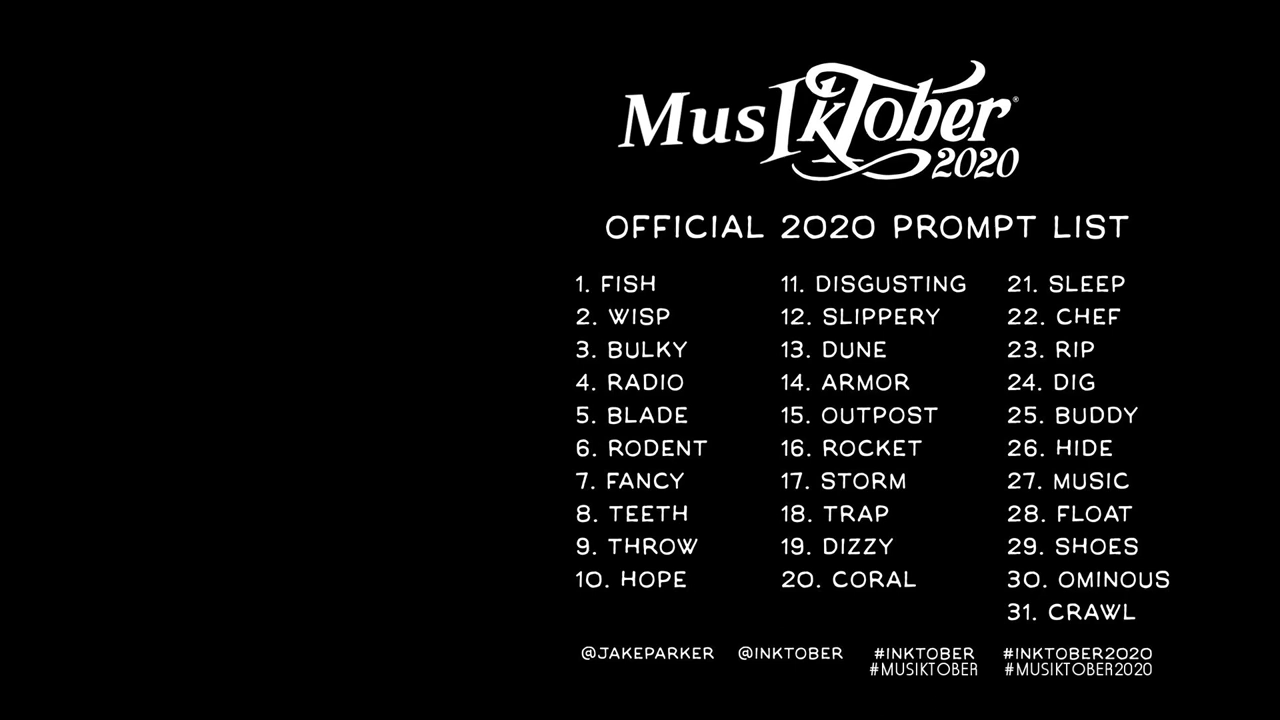 MusIkTober®
2020
OFFICIAL 2020 PROMPT LIST
1. FISH
2. WISP
3. BULKY
4. RADIO
5. BLADE
6. RODENT
7. FANCY
8. TEETH
9. THROW
10. HOPE
11. DISGUSTING
12. SLIPPERY
13. DUNE
14. ARMOR
15. OUTPOST
16. ROCKET
17. STORM
18. TRAP
19. DIZZY
20. CORAL
21. SLEEP
22. CHEF
23. RIP
24. DIG
25. BUDDY
26. HIDE
27. MUSIC
28. FLOAT
29. SHOES
30. OMINOUS
31. CRAWL
@JAKEPARKER @INKTOBER #INKTOBER #INKTOBER2020
#MUSIKTOBER #MUSIKTOBER2020